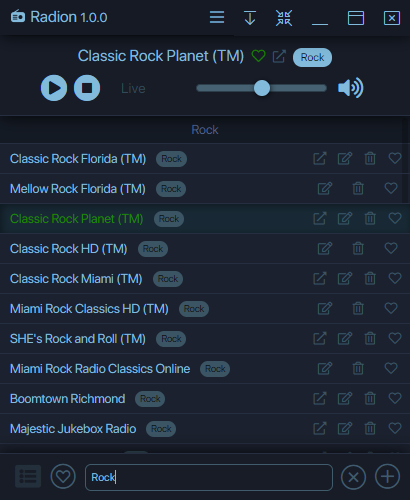 Radion 1.0.0
Classic Rock Planet (TM) Rock
Live
Rock
Classic Rock Florida (TM) Rock
Mellow Rock Florida (TM) Rock
Classic Rock Planet (TM) Rock
Classic Rock HD (TM) Rock
Classic Rock Miami (TM) Rock
Miami Rock Classics HD (TM) Rock
SHE's Rock and Roll (TM) Rock
Miami Rock Radio Classics Online Rock
Boomtown Richmond Rock
Majestic Jukebox Radio Rock
Rock